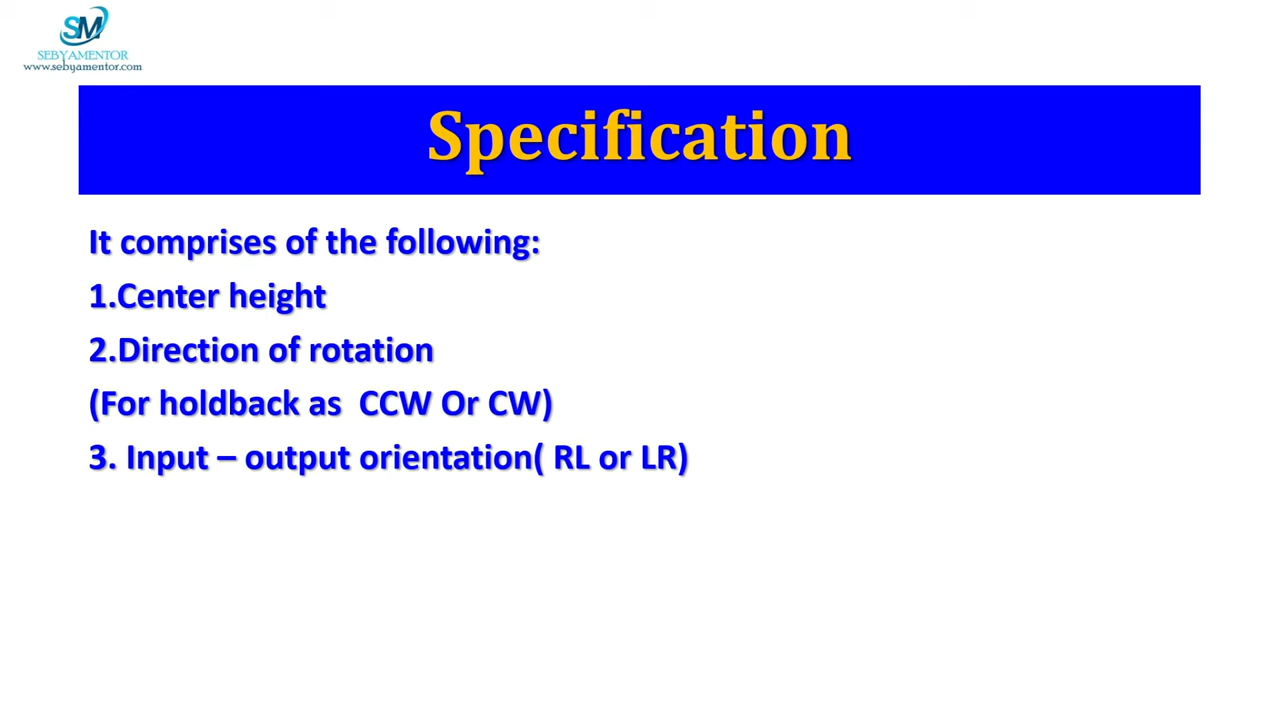 SM
SEBYAMENTOR
www.sebyamentor.com
Specification
It comprises of the following:
1.Center height
2.Direction of rotation
(For holdback as  CCW Or CW)
3. Input – output orientation( RL or LR)